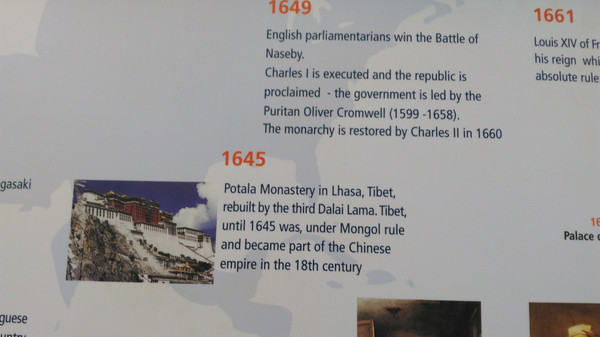 1649
English parliamentarians win the Battle of
Naseby.
Charles I is executed and the republic is
proclaimed - the government is led by the
Puritan Oliver Cromwell (1599 -1658).
The monarchy is restored by Charles II in 1660
1661
Louis XIV of Fr
his reign whi
absolute rule
1645
Potala Monastery in Lhasa, Tibet,
rebuilt by the third Dalai Lama. Tibet,
until 1645 was, under Mongol rule
and became part of the Chinese
empire in the 18th century
gasaki
16
Palace
guese